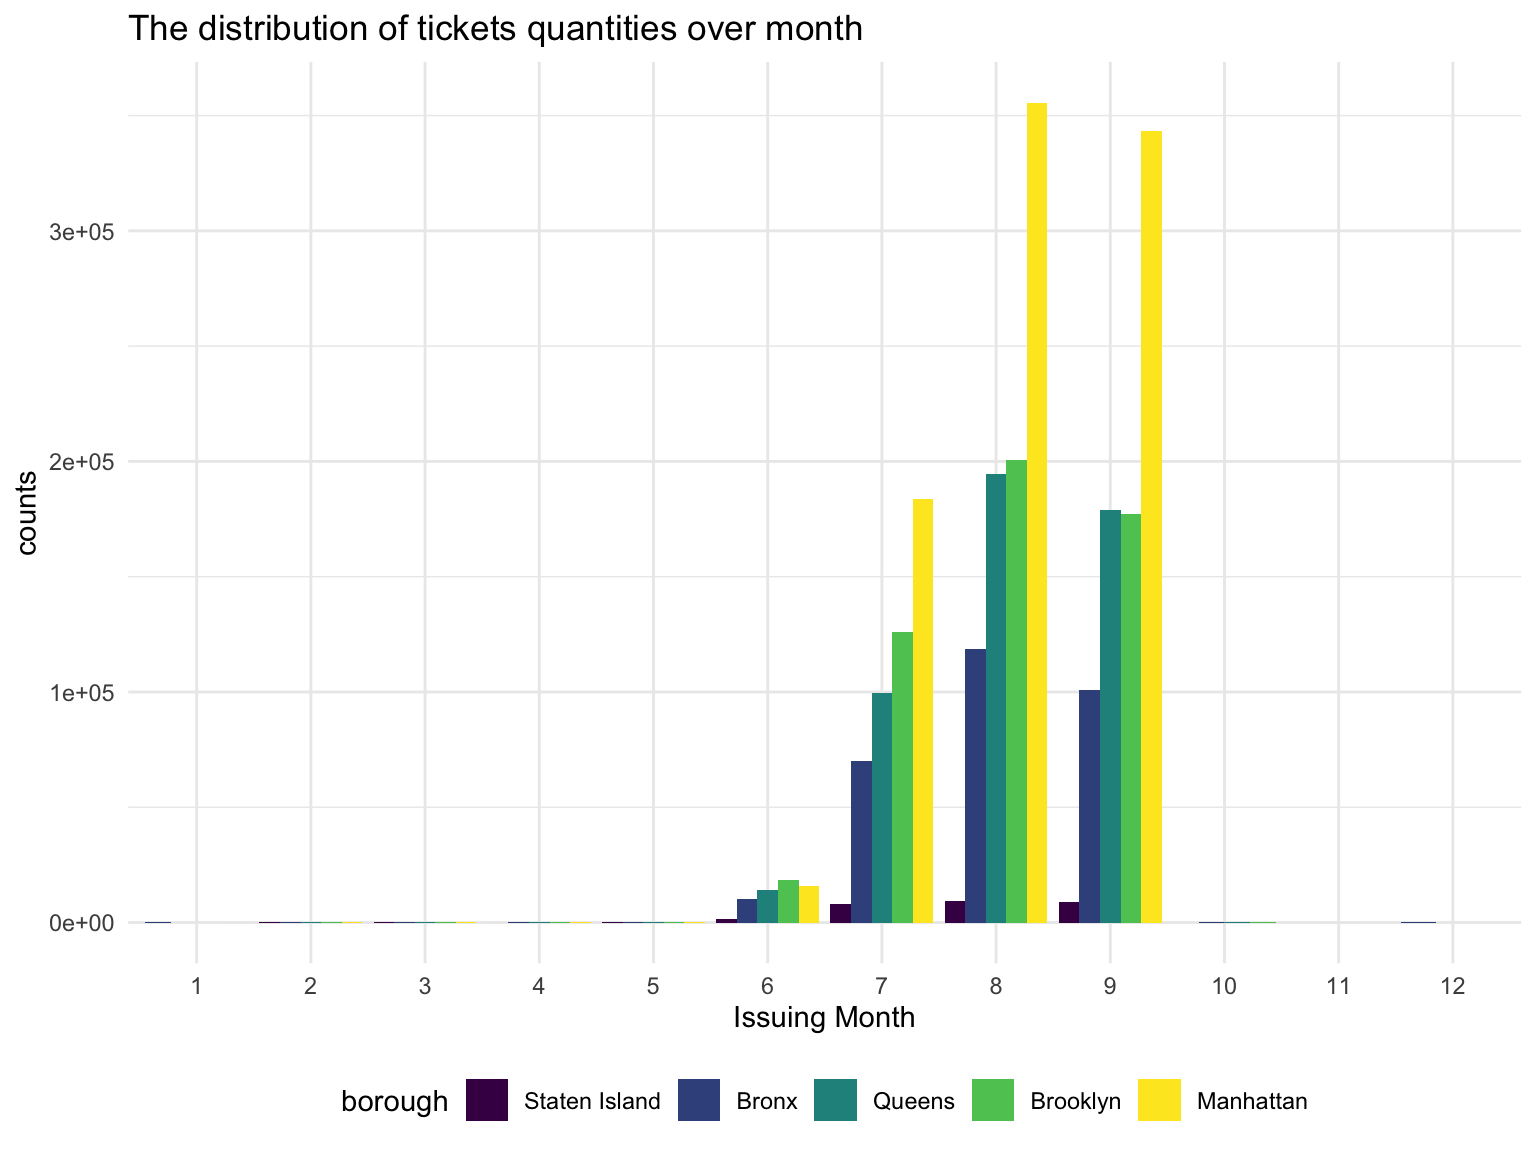 The distribution of tickets quantities over month
counts
3e+05
2e+05
1e+05
0e+00
1 2 3 4 5 6 7 8 9 10 11 12
Issuing Month
borough Staten Island Bronx Queens Brooklyn Manhattan